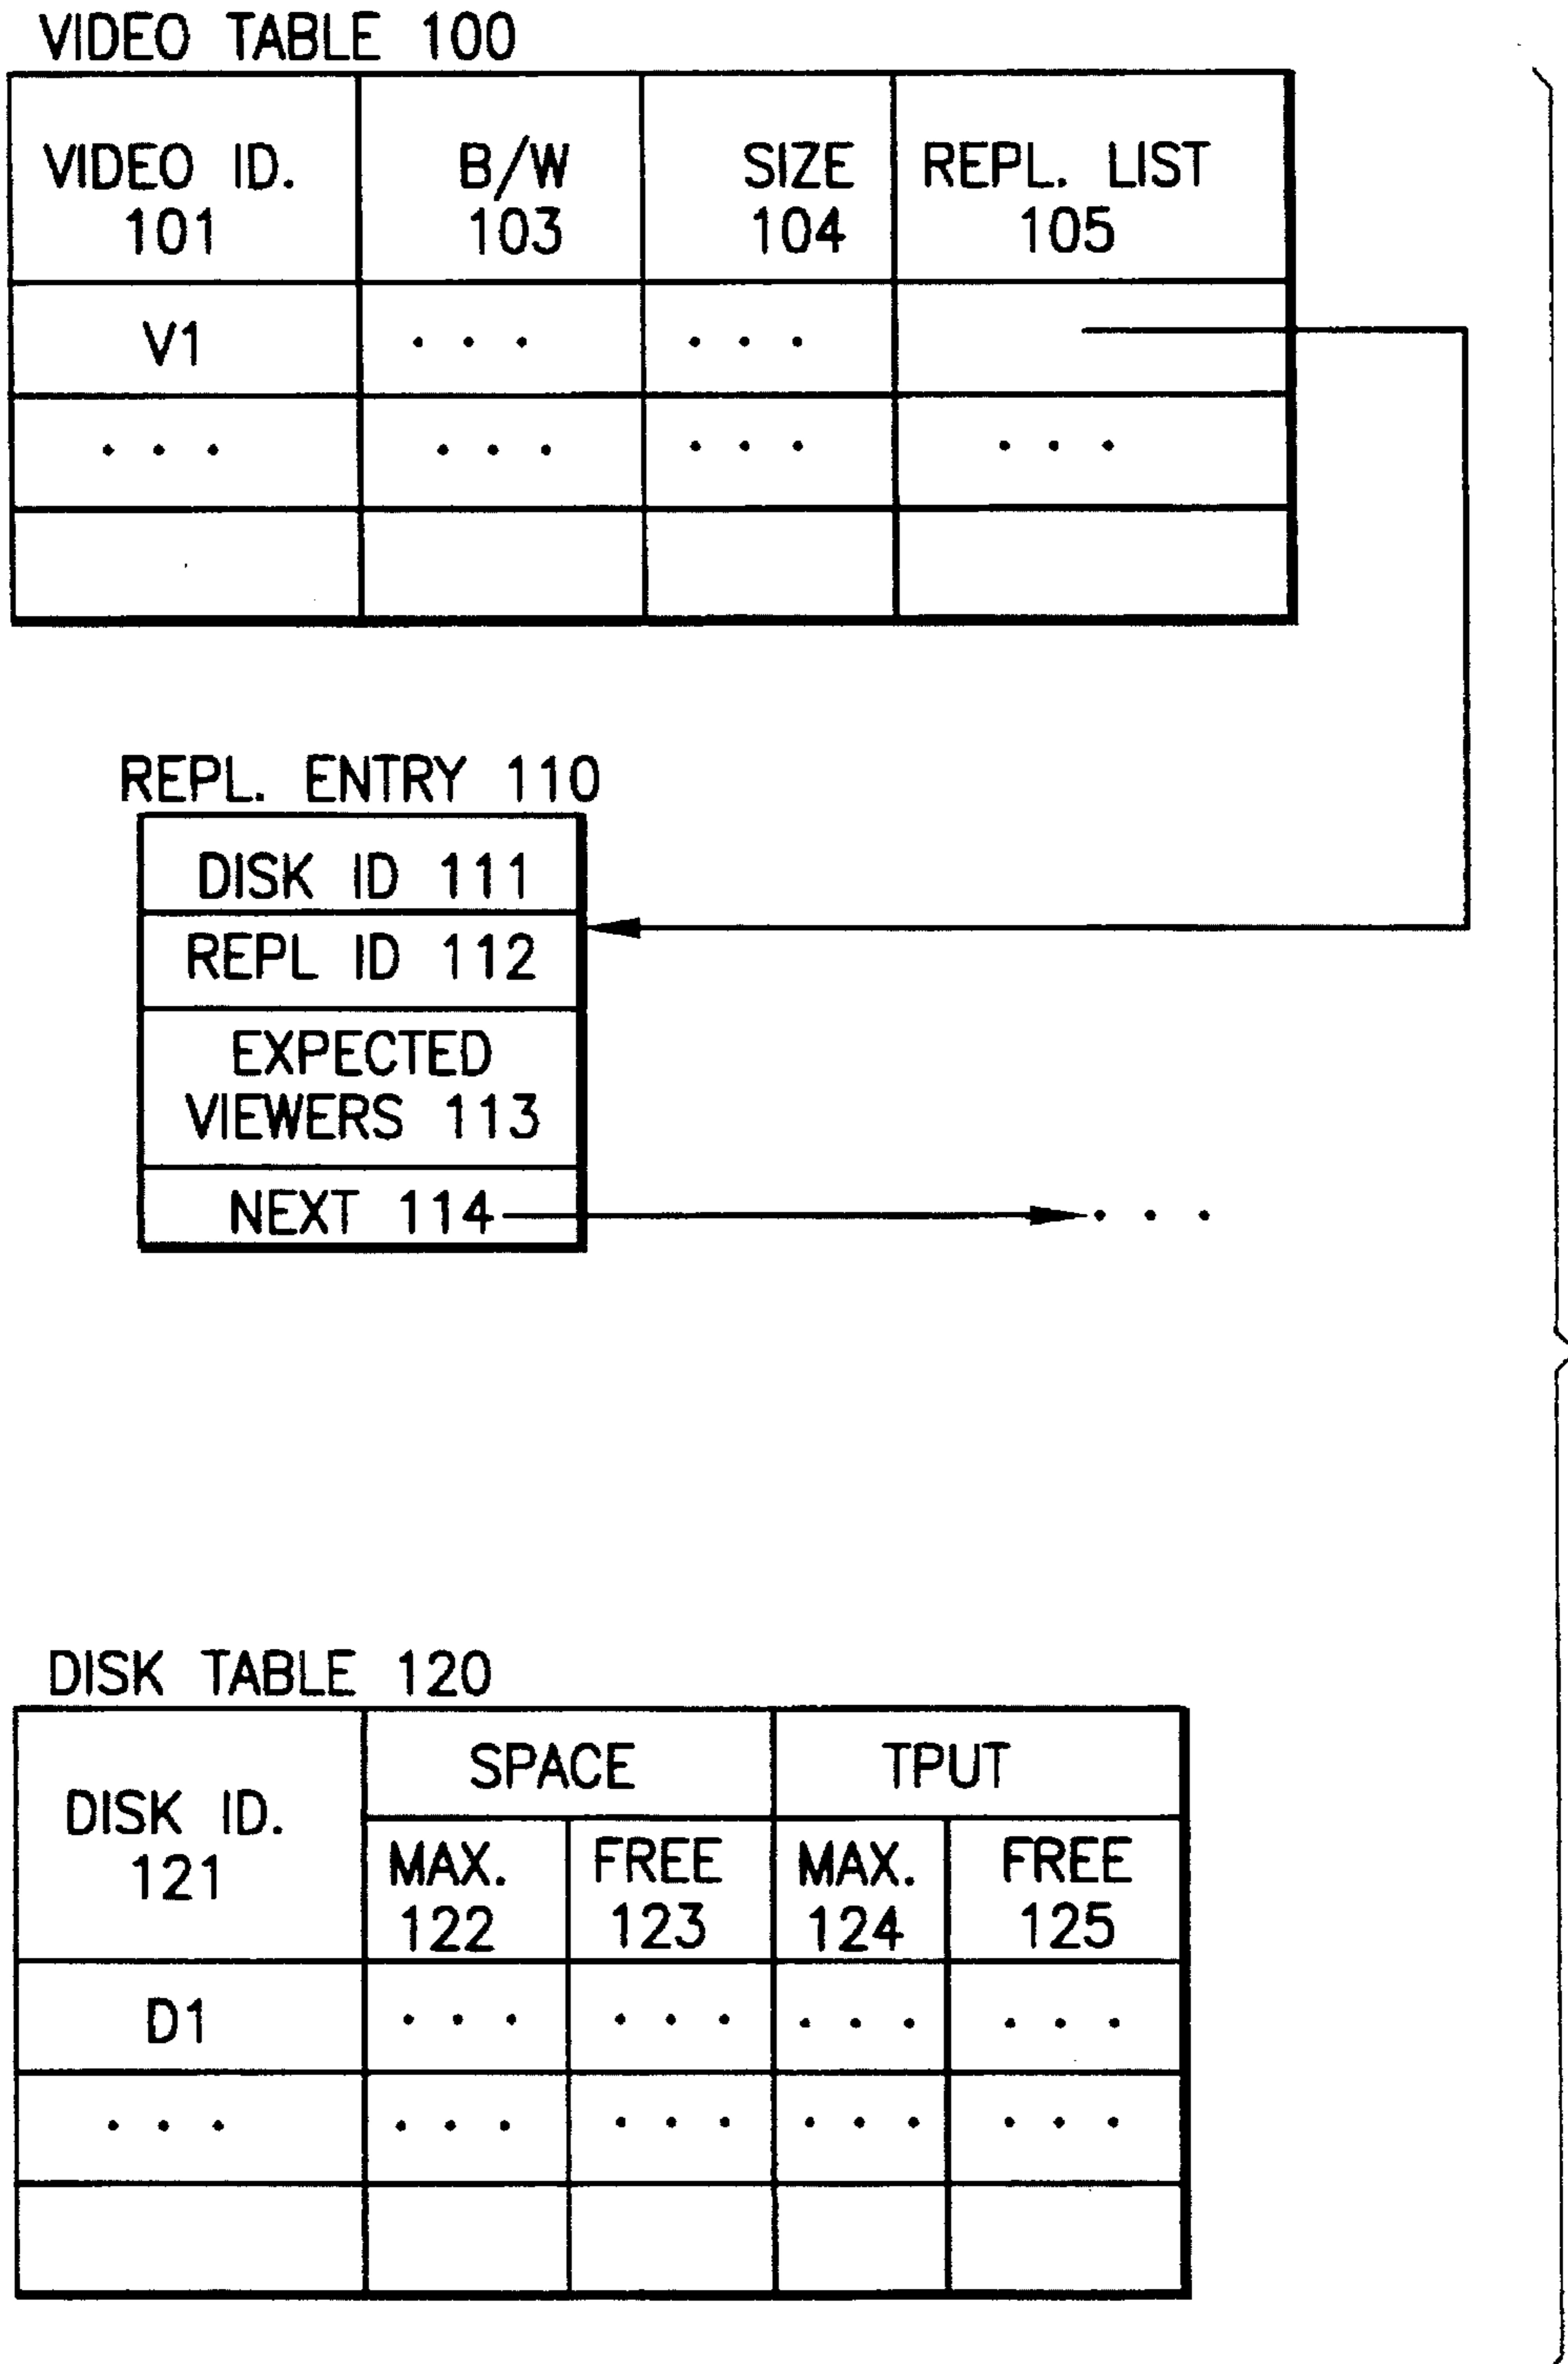 VIDEO TABLE 100
VIDEO ID. B/W SIZE REPL. LIST
101 103 104 105
V1 . . . . . .
. . . . . . . . . . . .
REPL. ENTRY 110
DISK ID 111
REPL ID 112
EXPECTED
VIEWERS 113
NEXT 114 . . .
DISK TABLE 120
DISK ID.
121
SPACE TPUT
MAX. FREE MAX. FREE
122 123 124 125
D1 . . . . . . . . . . . .
. . . . . . . . . . . . . . .